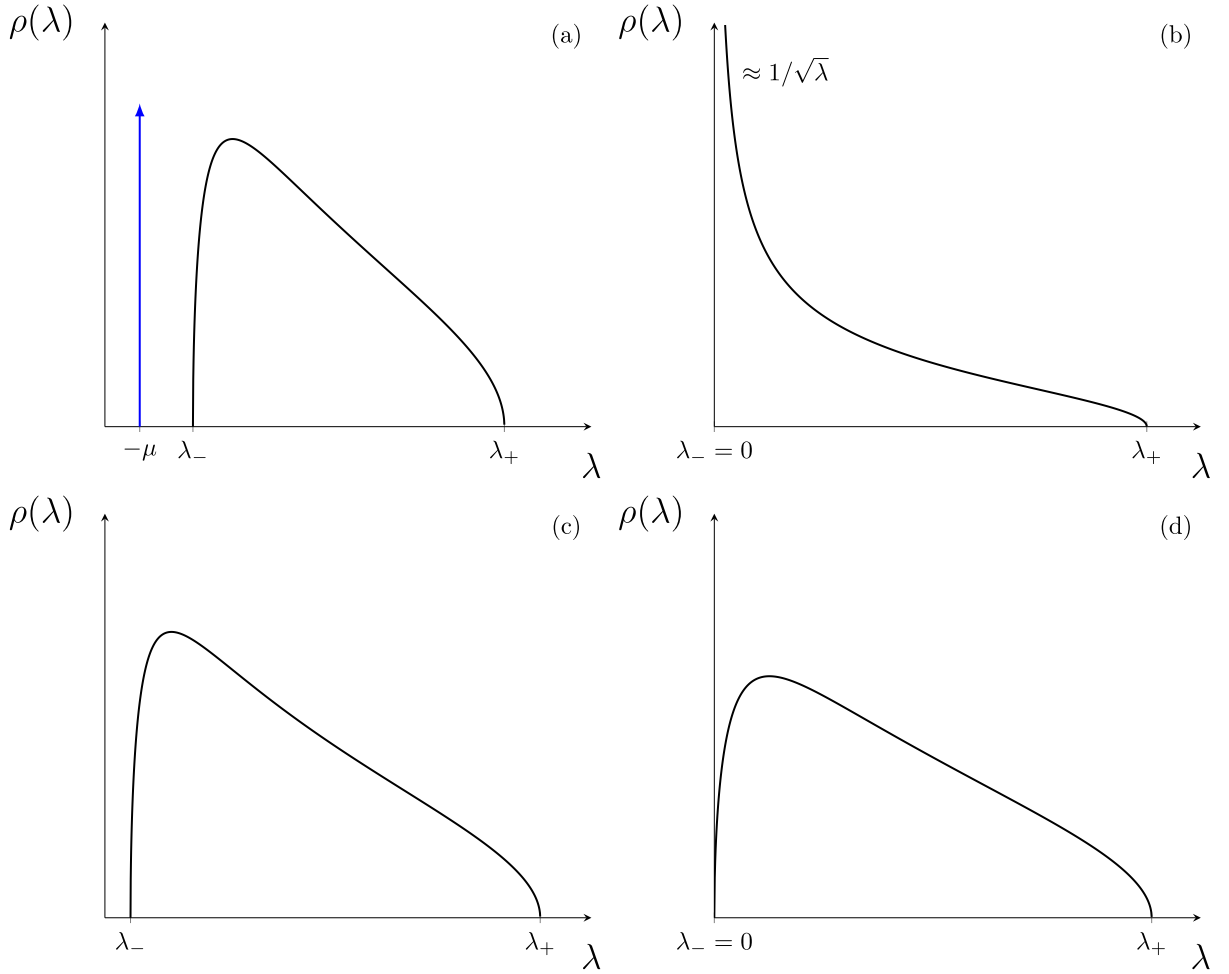 ρ(λ)
(a)
−μ
λ₋
λ₊
λ
ρ(λ)
(b)
≈ 1/√λ
λ₋ = 0
λ₊
λ
ρ(λ)
(c)
λ₋
λ₊
λ
ρ(λ)
(d)
λ₋ = 0
λ₊
λ